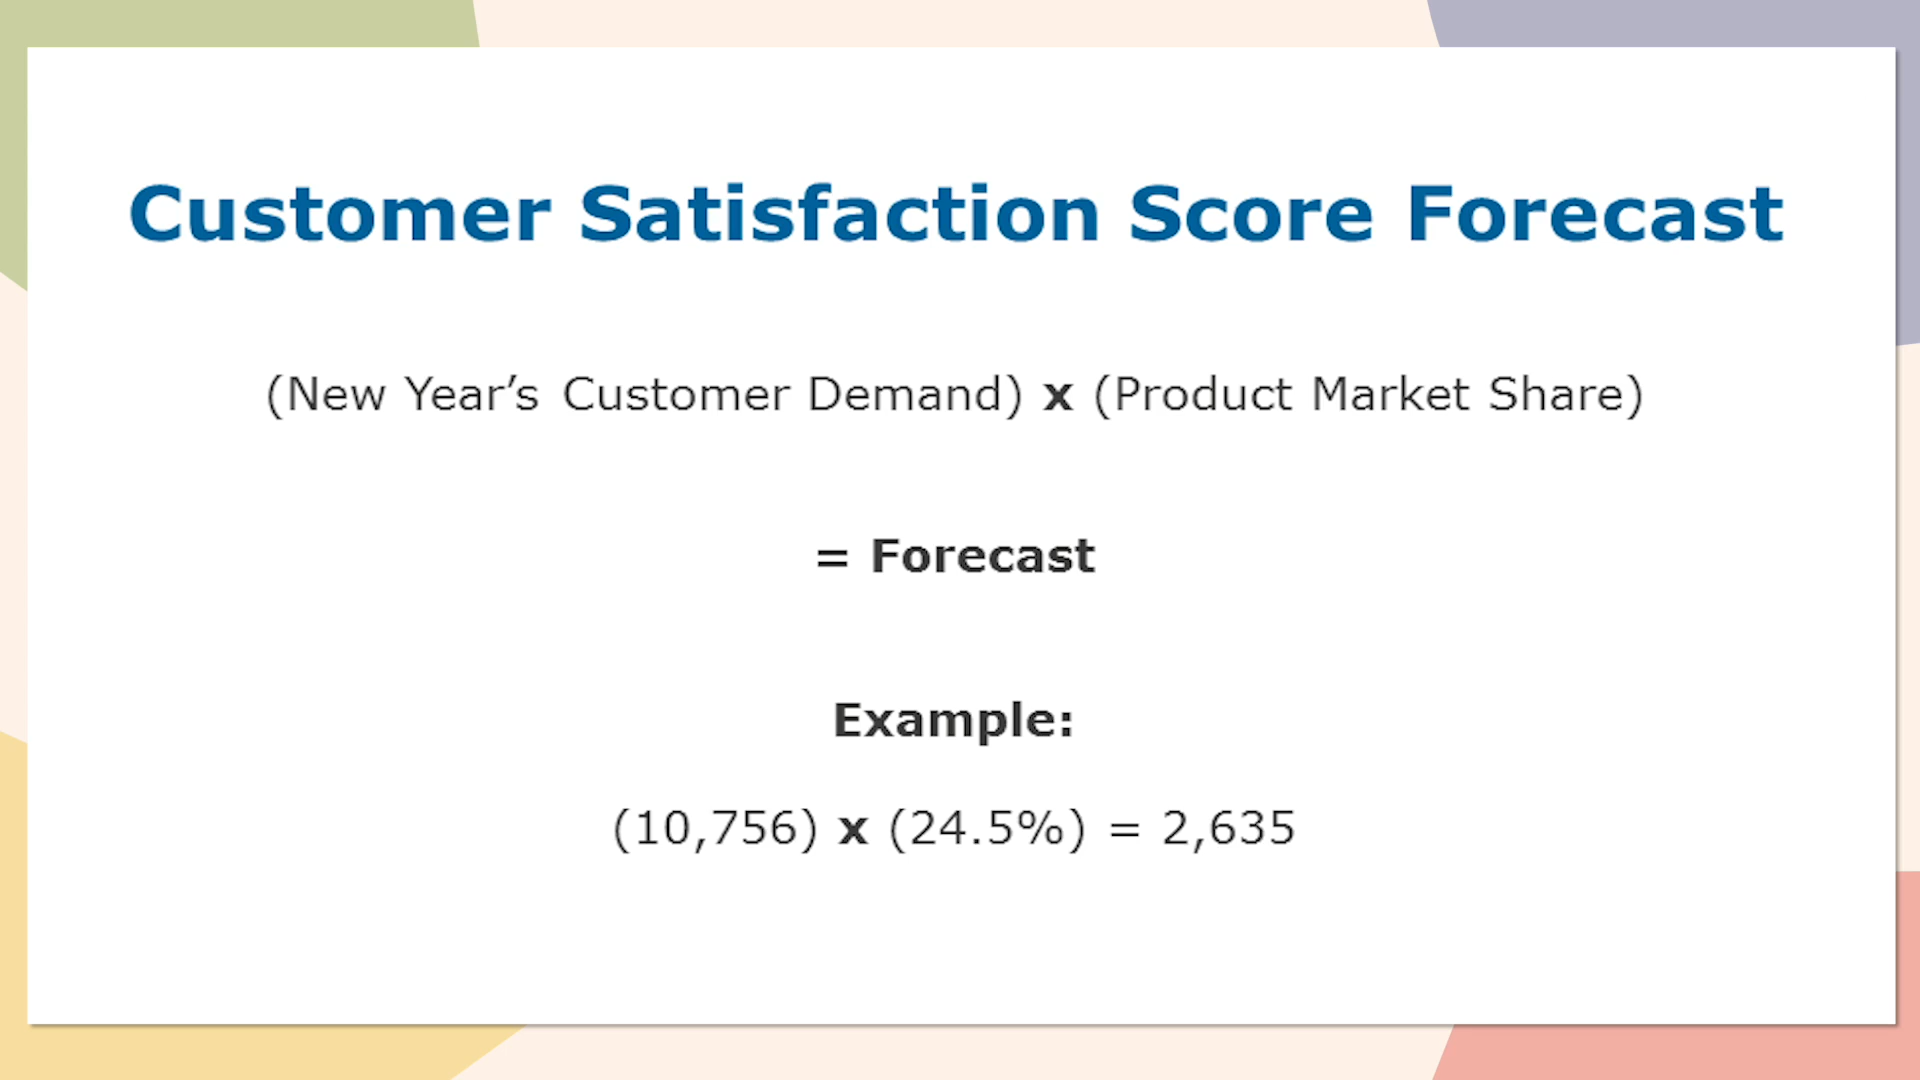 Customer Satisfaction Score Forecast
(New Year’s Customer Demand) x (Product Market Share)
= Forecast
Example:
(10,756) x (24.5%) = 2,635